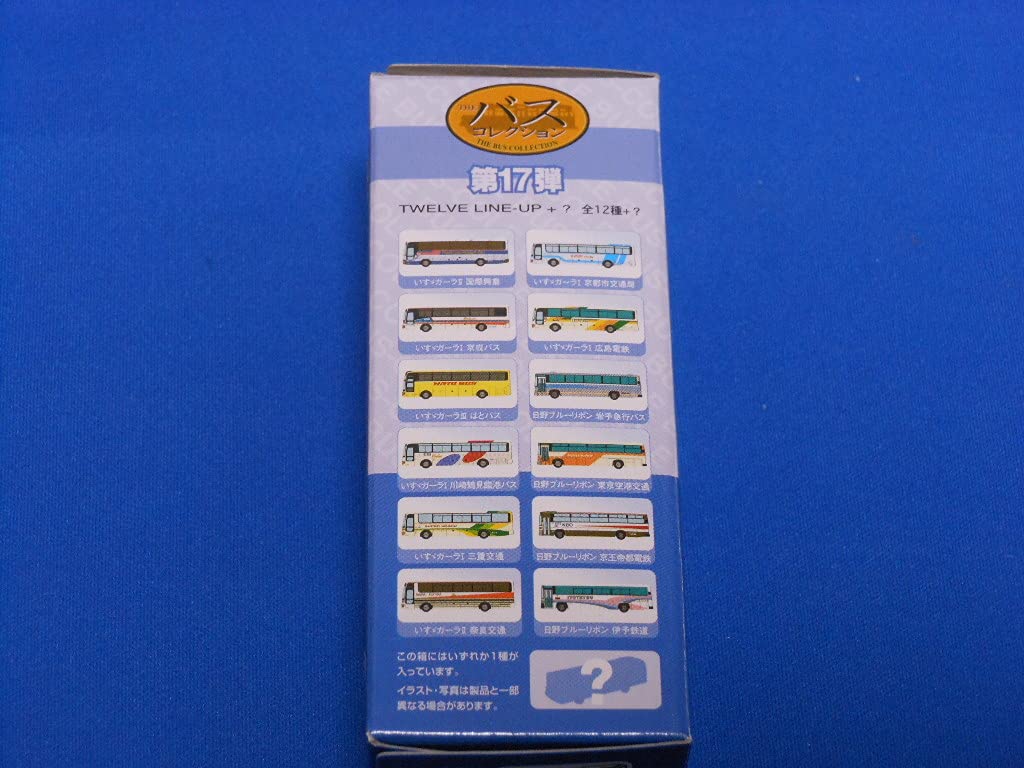 THE
バス
コレクション
THE BUS COLLECTION
第17弾
TWELVE LINE-UP + ? 全12種+?
いすゞガーラⅡ 国際興業
いすゞガーラⅠ 京都市交通局
いすゞガーラⅠ 京成バス
いすゞガーラⅠ 広島電鉄
HATO BUS
いすゞガーラⅢ はとバス
日野ブルーリボン 岩手急行バス
いすゞガーラⅠ 川崎鶴見臨港バス
日野ブルーリボン 東京空港交通
いすゞガーラⅠ 三重交通
日野ブルーリボン 京王帝都電鉄
いすゞガーラⅡ 奈良交通
日野ブルーリボン 伊予鉄道
この箱にはいずれか1種が
入っています。
イラスト・写真は製品と一部
異なる場合があります。
?